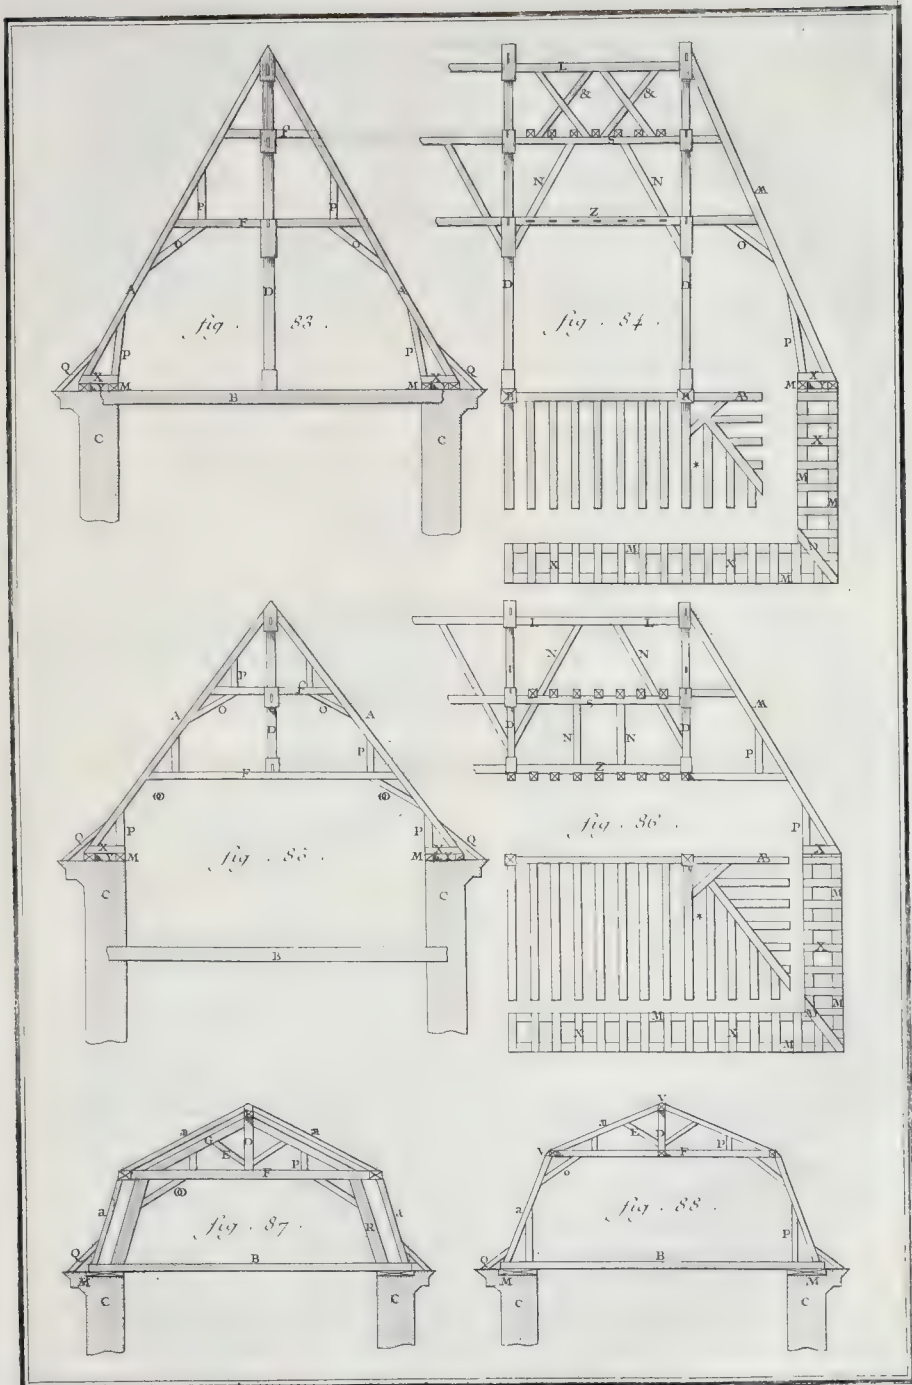 fig. 83.
f
P P
F
O O
A D A
P P
Q X X Q
M Y Y M
B
C C
fig. 84.
L
& &
S
N N
M
Z
O
D D
P
X
M Y
B B
*
X
M
M
M
X X
M
fig. 85.
P f
O O
A A
D
P
F
P P
Q X X Q
Y M M Y
C C
B
fig. 86.
L L
N N
I I
S
M
D D
N N
P
Z
P
X
*
M
X
M
M
X X
M
fig. 87.
G D
E P
F
a
R
Q
B
M
C C
fig. 88.
V
E D P
V F
O
a
P
Q B
M M
C C